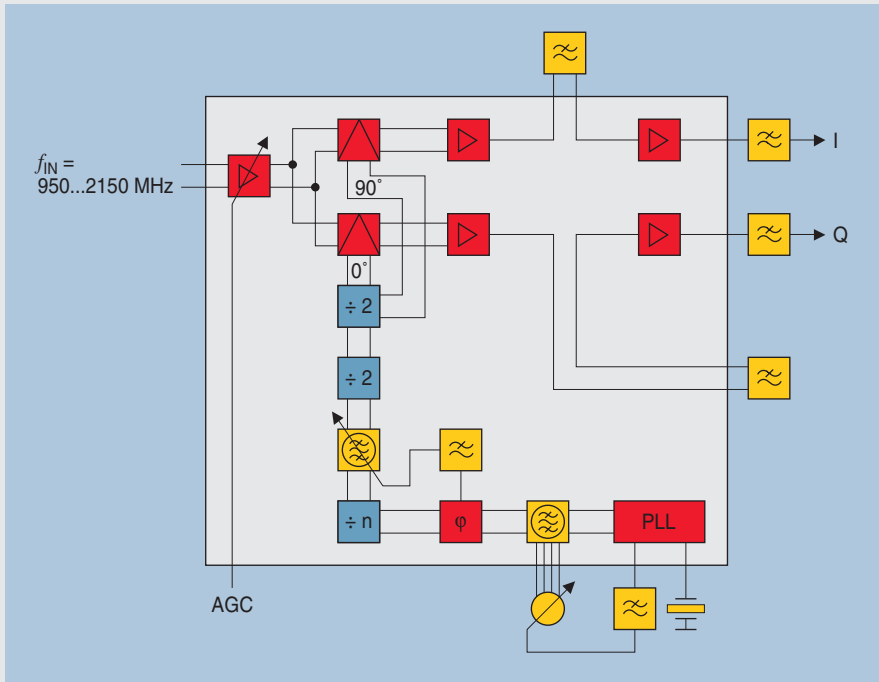 I
f_IN =
950...2150 MHz
90°
Q
0°
÷ 2
÷ 2
÷ n
φ
PLL
AGC